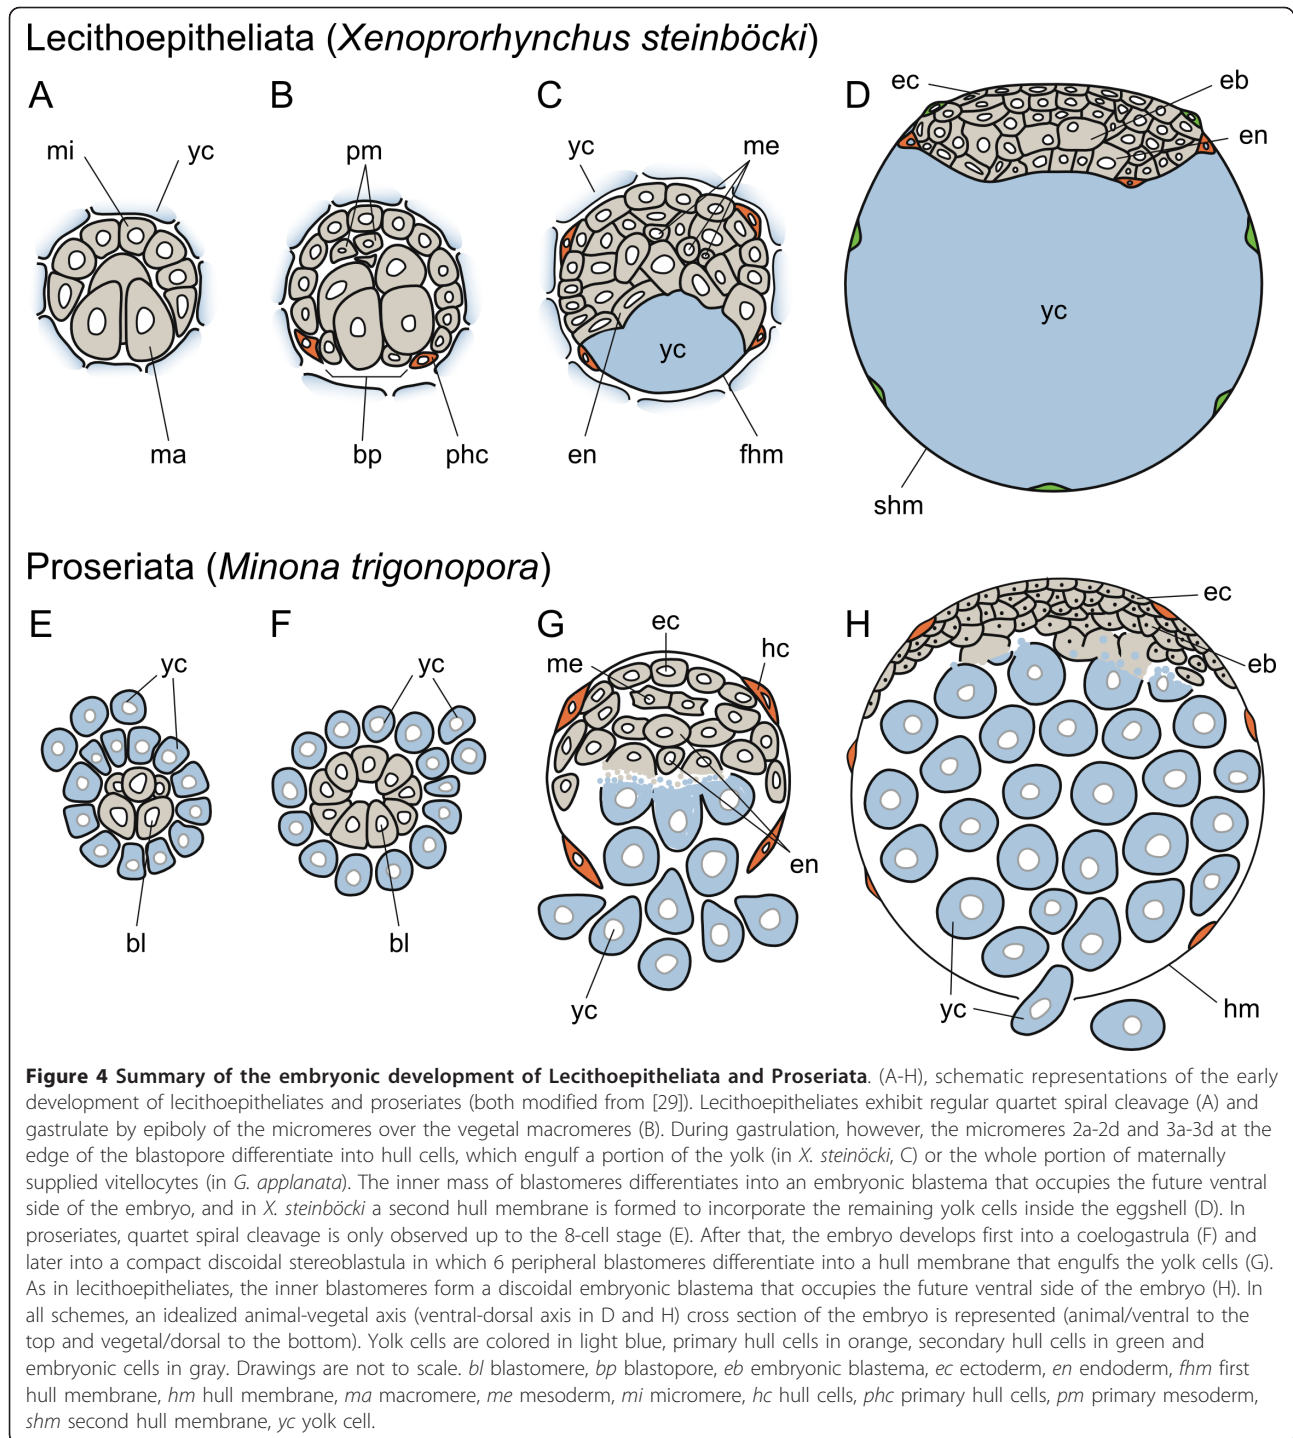 Lecithoepitheliata (Xenoprorhynchus steinböcki)
A
B
C
D
mi
yc
pm
yc
me
ec
eb
en
yc
yc
ma
bp
phc
en
fhm
shm
Proseriata (Minona trigonopora)
E
F
G
H
yc
yc
me
ec
hc
ec
eb
en
bl
bl
yc
yc
hm
Figure 4 Summary of the embryonic development of Lecithoepitheliata and Proseriata. (A-H), schematic representations of the early
development of lecithoepitheliates and proseriates (both modified from [29]). Lecithoepitheliates exhibit regular quartet spiral cleavage (A) and
gastrulate by epiboly of the micromeres over the vegetal macromeres (B). During gastrulation, however, the micromeres 2a-2d and 3a-3d at the
edge of the blastopore differentiate into hull cells, which engulf a portion of the yolk (in X. steinöcki, C) or the whole portion of maternally
supplied vitellocytes (in G. applanata). The inner mass of blastomeres differentiates into an embryonic blastema that occupies the future ventral
side of the embryo, and in X. steinböcki a second hull membrane is formed to incorporate the remaining yolk cells inside the eggshell (D). In
proseriates, quartet spiral cleavage is only observed up to the 8-cell stage (E). After that, the embryo develops first into a coelogastrula (F) and
later into a compact discoidal stereoblastula in which 6 peripheral blastomeres differentiate into a hull membrane that engulfs the yolk cells (G).
As in lecithoepitheliates, the inner blastomeres form a discoidal embryonic blastema that occupies the future ventral side of the embryo (H). In
all schemes, an idealized animal-vegetal axis (ventral-dorsal axis in D and H) cross section of the embryo is represented (animal/ventral to the
top and vegetal/dorsal to the bottom). Yolk cells are colored in light blue, primary hull cells in orange, secondary hull cells in green and
embryonic cells in gray. Drawings are not to scale. bl blastomere, bp blastopore, eb embryonic blastema, ec ectoderm, en endoderm, fhm first
hull membrane, hm hull membrane, ma macromere, me mesoderm, mi micromere, hc hull cells, phc primary hull cells, pm primary mesoderm,
shm second hull membrane, yc yolk cell.